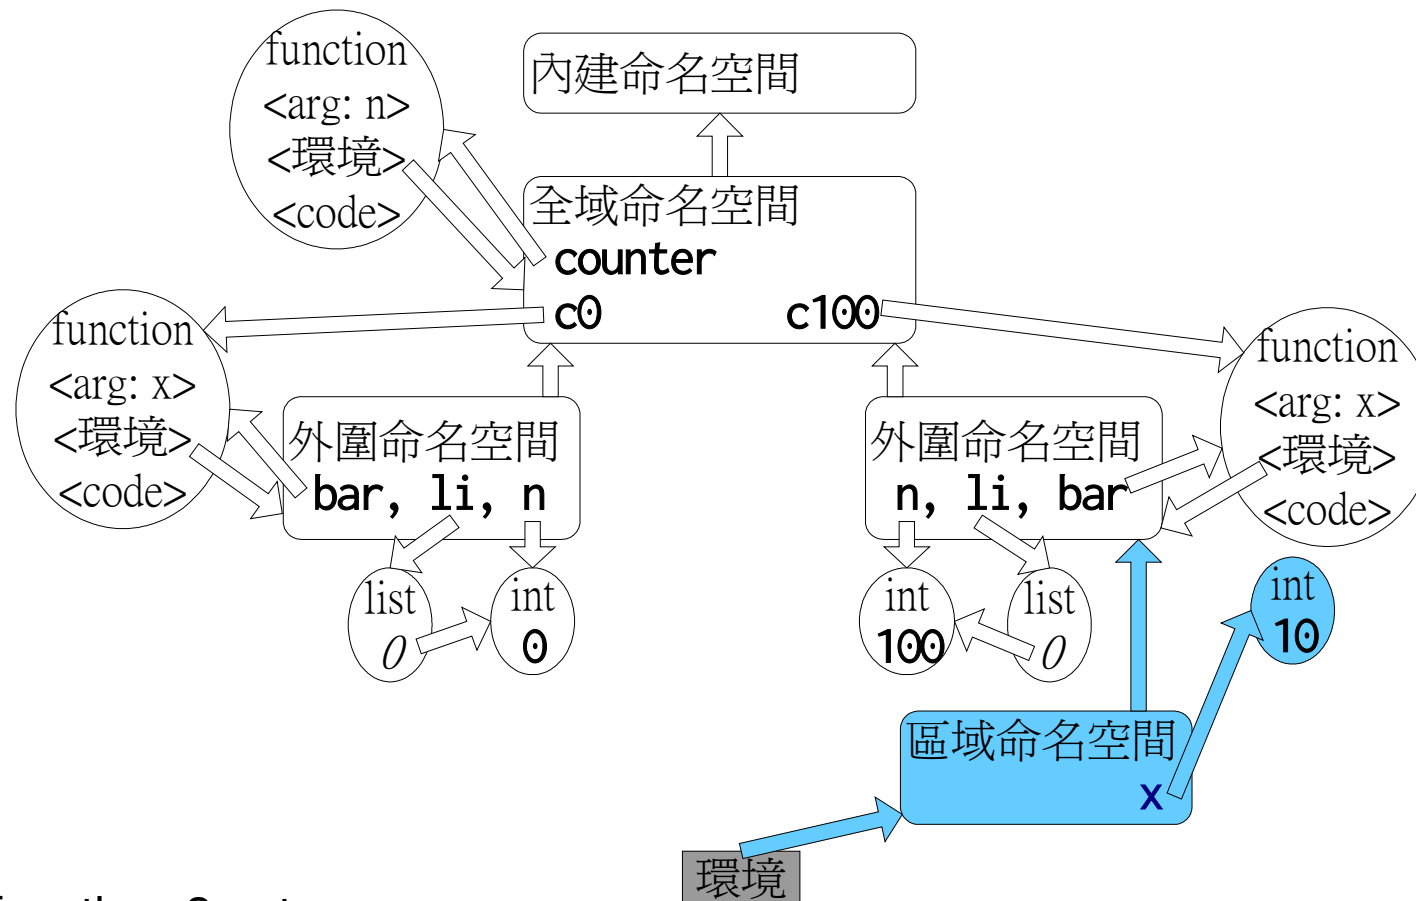 function
<arg: n>
<環境>
<code>
內建命名空間
全域命名空間
counter
c0 c100
function
<arg: x>
<環境>
<code>
外圍命名空間
bar, li, n
list
0
int
0
外圍命名空間
n, li, bar
int
100
list
0
function
<arg: x>
<環境>
<code>
int
10
區域命名空間
x
環境